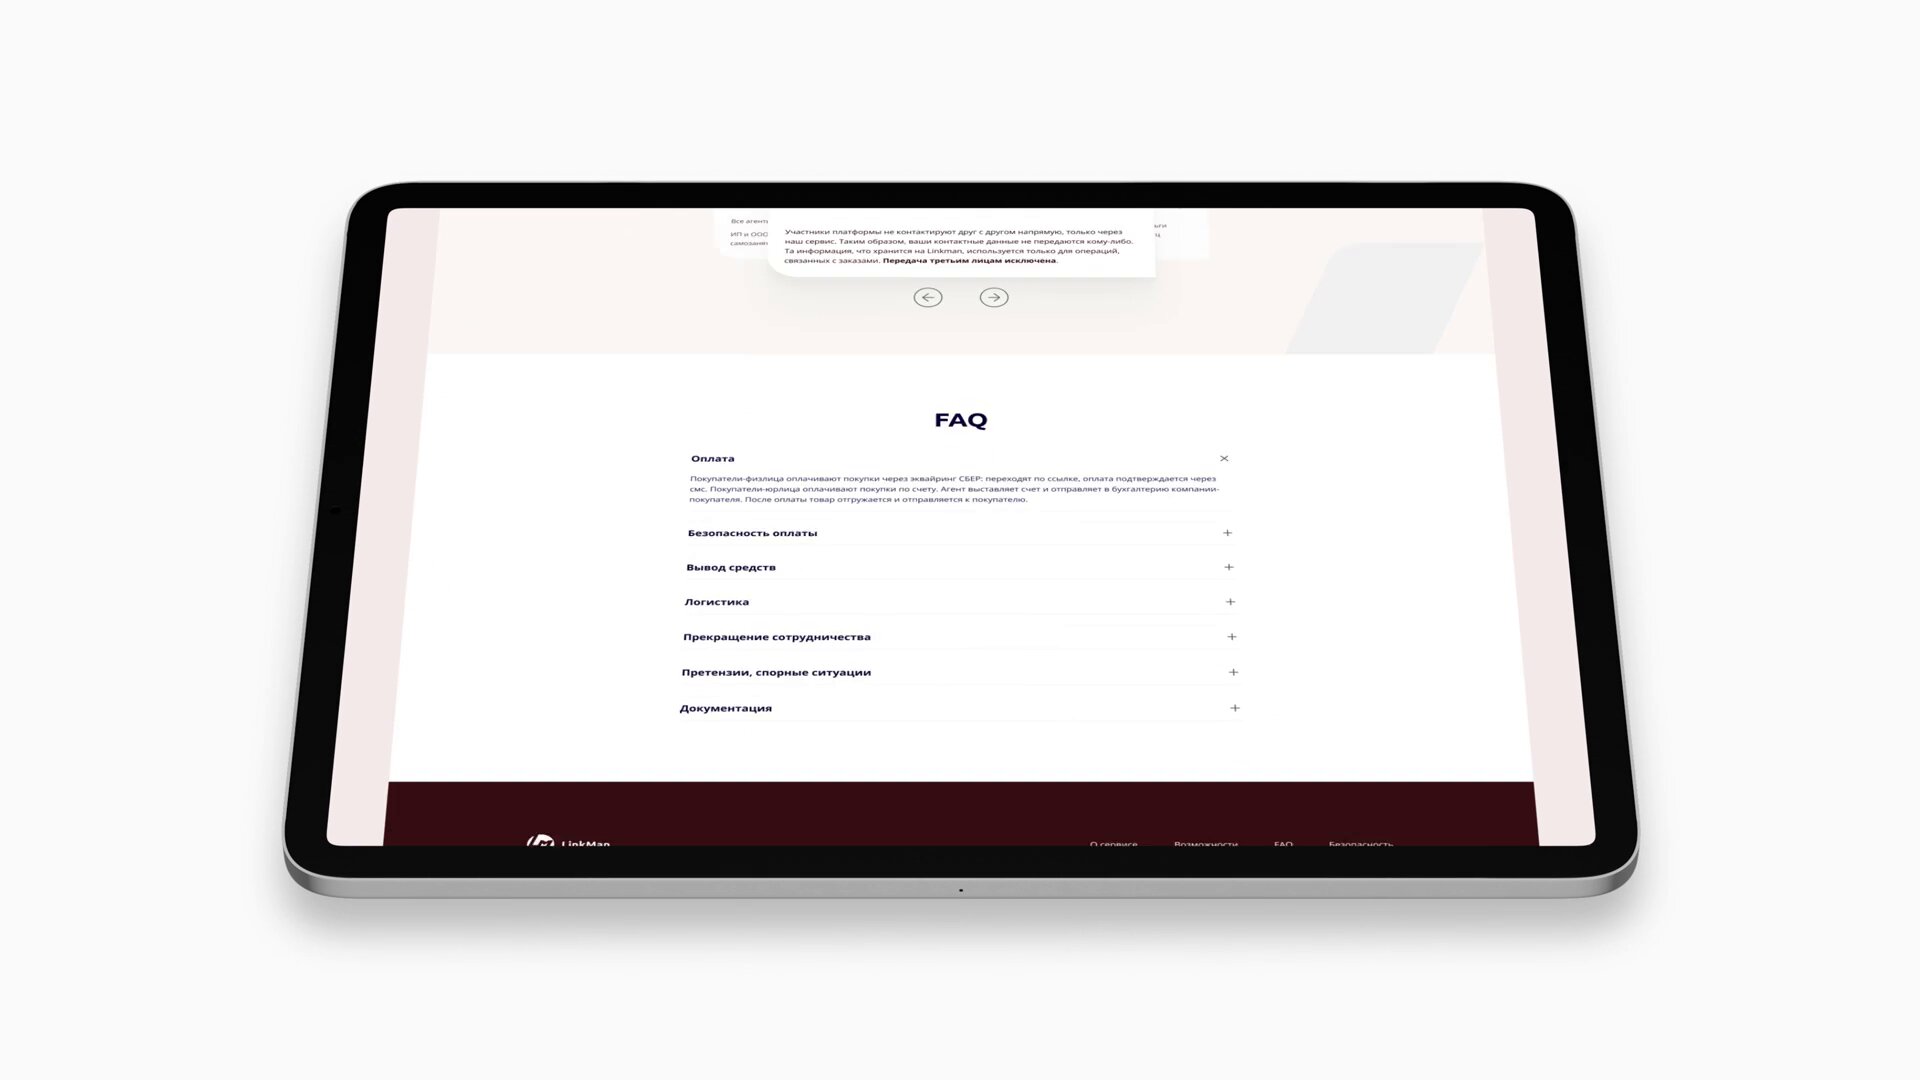 Все агент
ИП и ООО
самозаня
Участники платформы не контактируют друг с другом напрямую, только через
наш сервис. Таким образом, ваши контактные данные не передаются кому-либо.
Та информация, что хранится на Linkman, используется только для операций,
связанных с заказами. Передача третьим лицам исключена.
FAQ
Оплата
Покупатели-физлица оплачивают покупки через эквайринг СБЕР: переходят по ссылке, оплата подтверждается через
смс. Покупатели-юрлица оплачивают покупки по счету. Агент выставляет счет и отправляет в бухгалтерию компании-
покупателя. После оплаты товар отгружается и отправляется к покупателю.
Безопасность оплаты
Вывод средств
Логистика
Прекращение сотрудничества
Претензии, спорные ситуации
Документация
LinkMan
О сервисе Возможности FAQ Безопасность